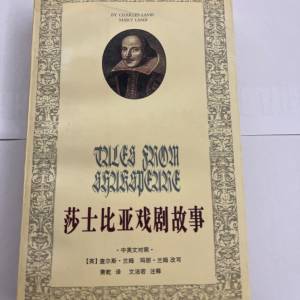 BY CHARLES LAMB
MARY LAMB
TALES FROM
SHAKSPEARE
莎士比亚戏剧故事
·中英文对照·
【英】查尔斯·兰姆 玛丽·兰姆 改写
萧乾 译 文洁若 注释